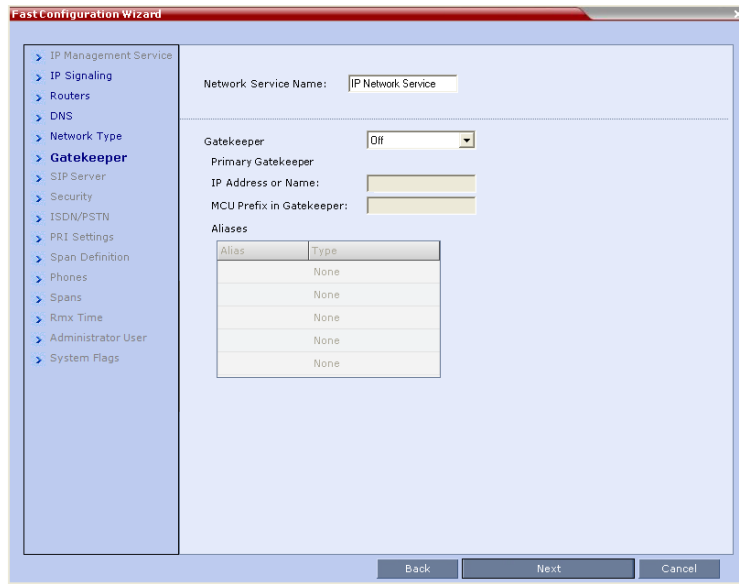 Fast Configuration Wizard
IP Management Service
IP Signaling
Routers
DNS
Network Type
Gatekeeper
SIP Server
Security
ISDN/PSTN
PRI Settings
Span Definition
Phones
Spans
Rmx Time
Administrator User
System Flags
Network Service Name: IP Network Service
Gatekeeper Off
Primary Gatekeeper
IP Address or Name:
MCU Prefix in Gatekeeper:
Aliases
Alias Type
None
None
None
None
None
Back Next Cancel